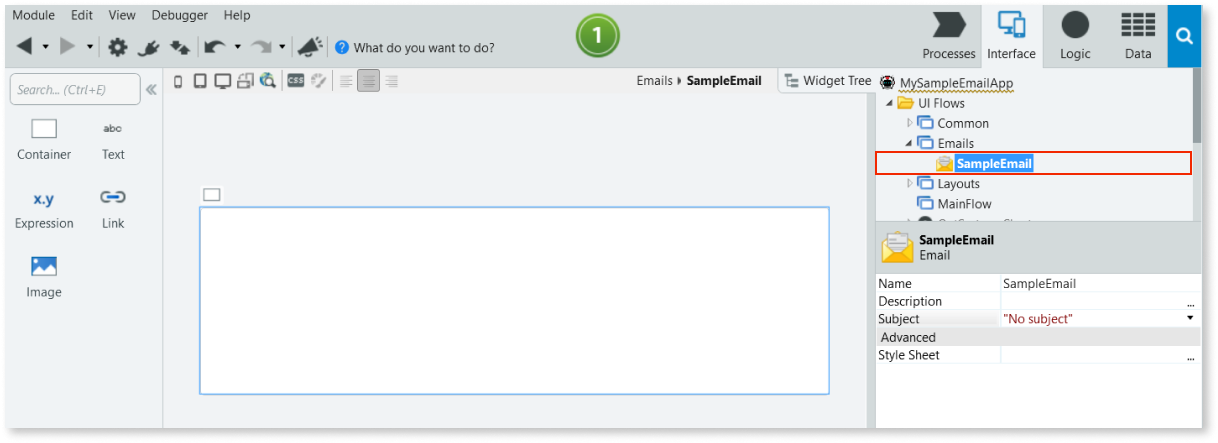 Module Edit View Debugger Help
1
What do you want to do?
Processes Interface Logic Data
Search... (Ctrl+E)
CSS
Emails SampleEmail
Widget Tree
abc
Container Text
x.y
Expression Link
Image
MySampleEmailApp
UI Flows
Common
Emails
SampleEmail
Layouts
MainFlow
SampleEmail
Email
Name SampleEmail
Description ...
Subject "No subject"
Advanced
Style Sheet ...